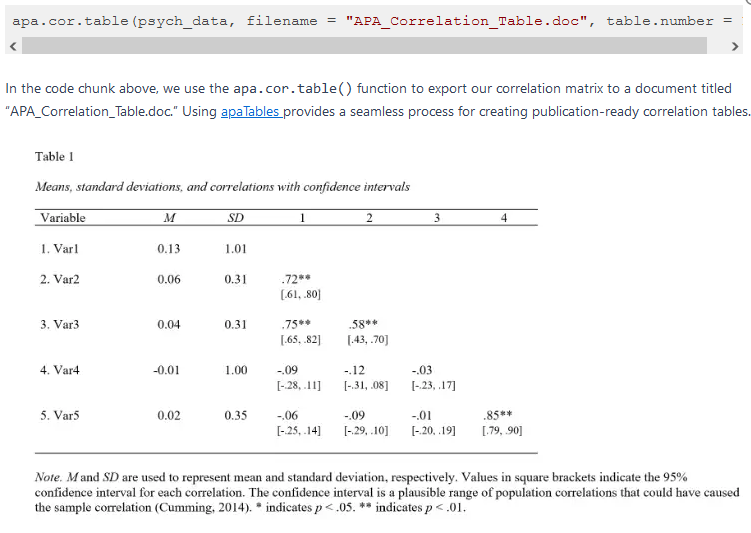 apa.cor.table(psych_data, filename = "APA_Correlation_Table.doc", table.number =
In the code chunk above, we use the apa.cor.table() function to export our correlation matrix to a document titled
“APA_Correlation_Table.doc.” Using apaTables provides a seamless process for creating publication-ready correlation tables.
Table 1
Means, standard deviations, and correlations with confidence intervals
Variable M SD 1 2 3 4
1. Var1 0.13 1.01
2. Var2 0.06 0.31 .72**
[.61, .80]
3. Var3 0.04 0.31 .75** .58**
[.65, .82] [.43, .70]
4. Var4 -0.01 1.00 -.09 -.12 -.03
[-.28, .11] [-.31, .08] [-.23, .17]
5. Var5 0.02 0.35 -.06 -.09 -.01 .85**
[-.25, .14] [-.29, .10] [-.20, .19] [.79, .90]
Note. M and SD are used to represent mean and standard deviation, respectively. Values in square brackets indicate the 95%
confidence interval for each correlation. The confidence interval is a plausible range of population correlations that could have caused
the sample correlation (Cumming, 2014). * indicates p < .05. ** indicates p < .01.